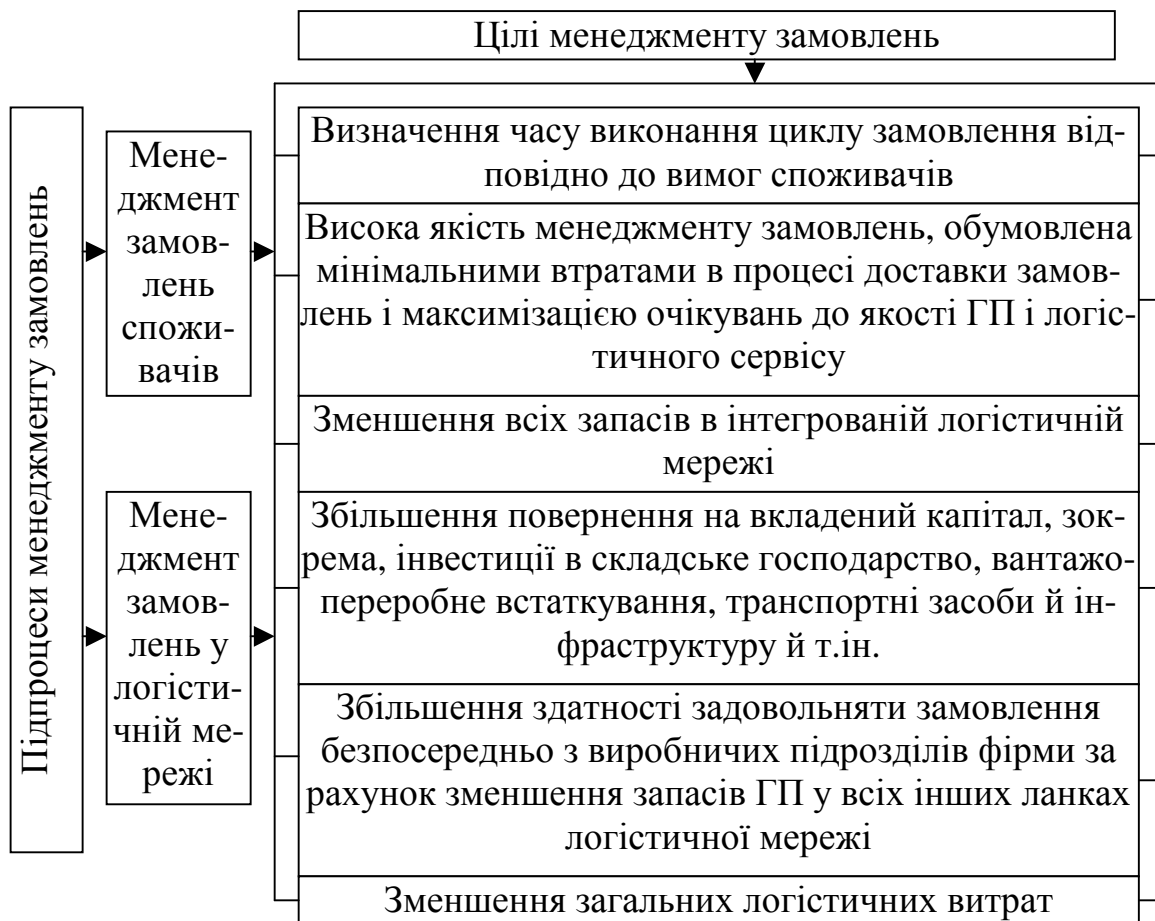 Цілі менеджменту замовлень
Підпроцеси менеджменту замовлень
Мене-
джмент
замов-
лень
спожи-
вачів
Мене-
джмент
замов-
лень у
логісти-
чній ме-
режі
Визначення часу виконання циклу замовлення від-
повідно до вимог споживачів
Висока якість менеджменту замовлень, обумовлена
мінімальними втратами в процесі доставки замов-
лень і максимізацією очікувань до якості ГП і логіс-
тичного сервісу
Зменшення всіх запасів в інтегрованій логістичній
мережі
Збільшення повернення на вкладений капітал, зок-
рема, інвестиції в складське господарство, вантажо-
переробне встаткування, транспортні засоби й ін-
фраструктуру й т.ін.
Збільшення здатності задовольняти замовлення
безпосередньо з виробничих підрозділів фірми за
рахунок зменшення запасів ГП у всіх інших ланках
логістичної мережі
Зменшення загальних логістичних витрат